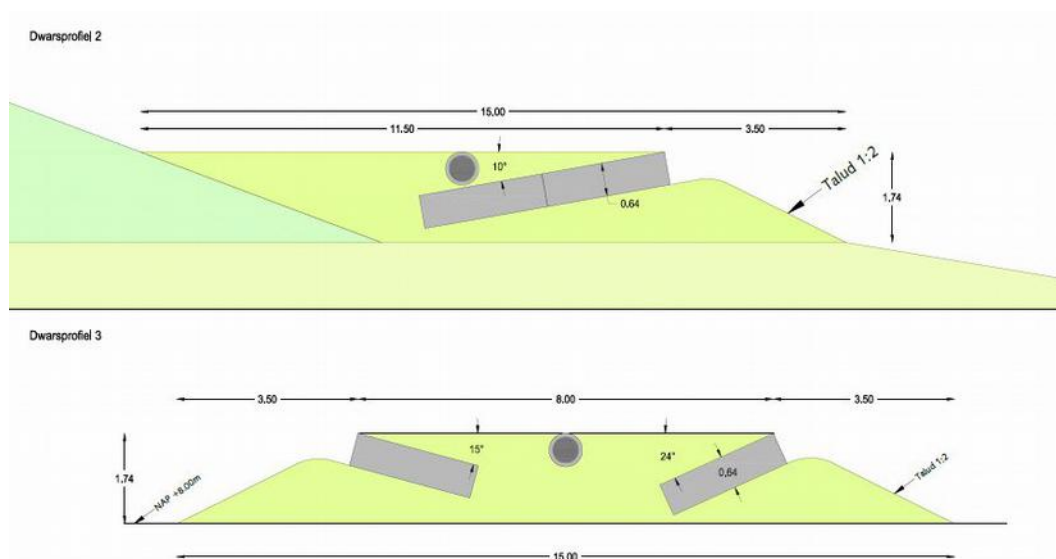 Dwarsprofiel 2
15.00
11.50
3.50
10°
0.64
Talud 1:2
1.74
Dwarsprofiel 3
3.50
8.00
3.50
15°
24°
0.64
1.74
NAP +8.00m
Talud 1:2
15.00